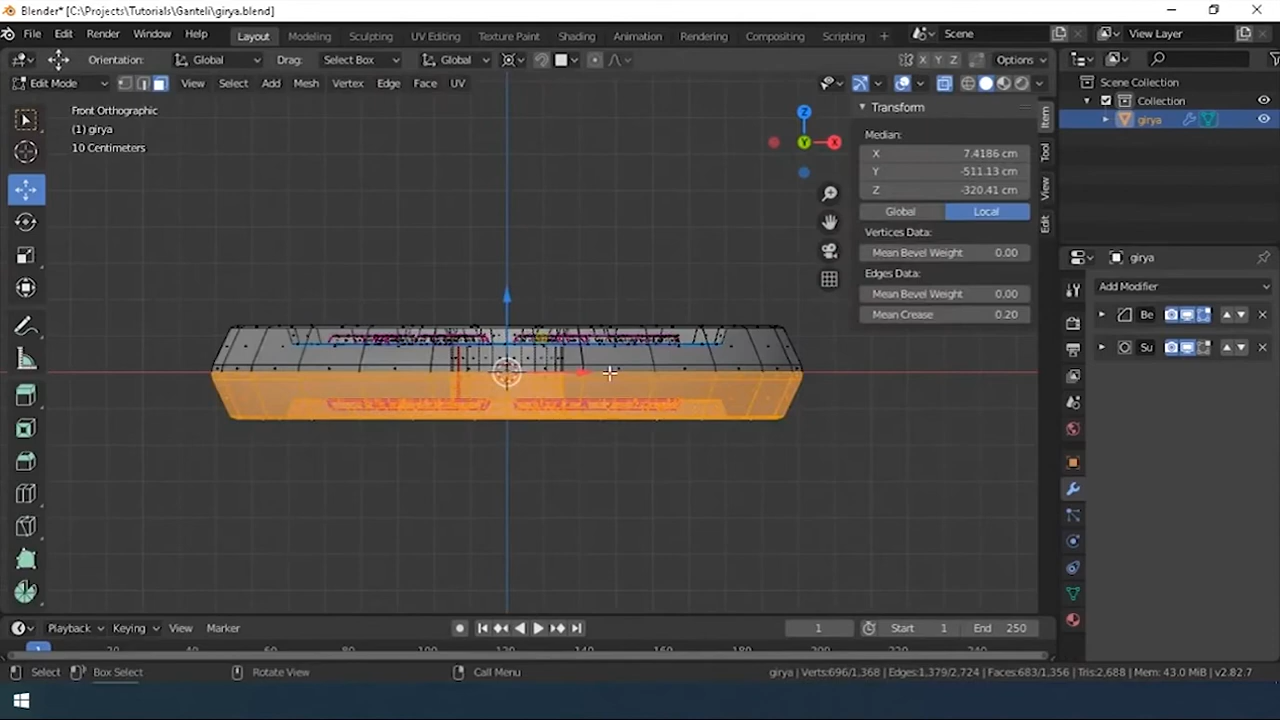 Blender* [C:\Projects\Tutorials\Ganteli\girya.blend]
File Edit Render Window Help Layout Modeling Sculpting UV Editing Texture Paint Shading Animation Rendering Compositing Scripting + Scene View Layer
Orientation: Global Drag: Select Box Global X Y Z Options
Edit Mode View Select Add Mesh Vertex Edge Face UV
Scene Collection
Collection
girya
Front Orthographic
(1) girya
10 Centimeters
Z
Y
X
Transform
Median:
X 7.4186 cm
Y -511.13 cm
Z -320.41 cm
Global Local
Vertices Data:
Mean Bevel Weight 0.00
Edges Data:
Mean Bevel Weight 0.00
Mean Crease 0.20
Item
Tool
View
Edit
girya
Add Modifier
Be
Su
Playback Keying View Marker 1 Start 1 End 250
Select Box Select Rotate View Call Menu girya | Verts:696/1,368 | Edges:1,379/2,724 | Faces:683/1,356 | Tris:2,688 | Mem: 43.0 MiB | v2.82.7